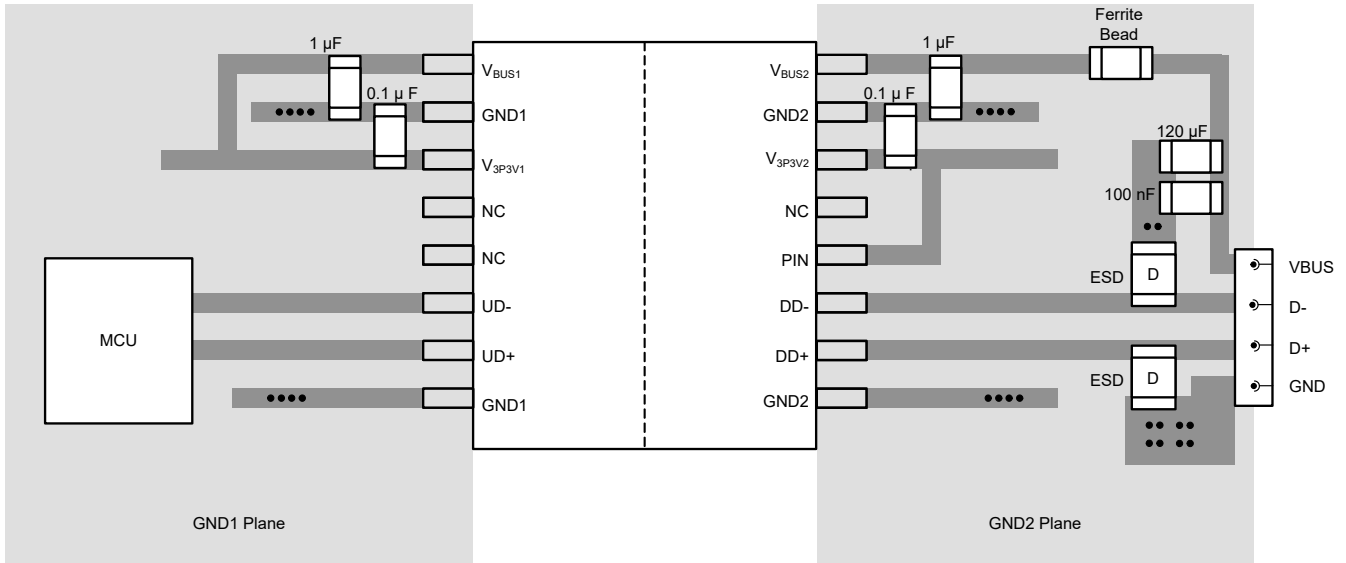 Ferrite
Bead
1 µF
1 µF
VBUS1
VBUS2
0.1 µ F
0.1 µ F
GND1
GND2
120 µF
V3P3V1
V3P3V2
100 nF
NC
NC
NC
PIN
ESD
D
VBUS
UD-
DD-
D-
MCU
UD+
DD+
D+
ESD
D
GND
GND1
GND2
GND1 Plane
GND2 Plane